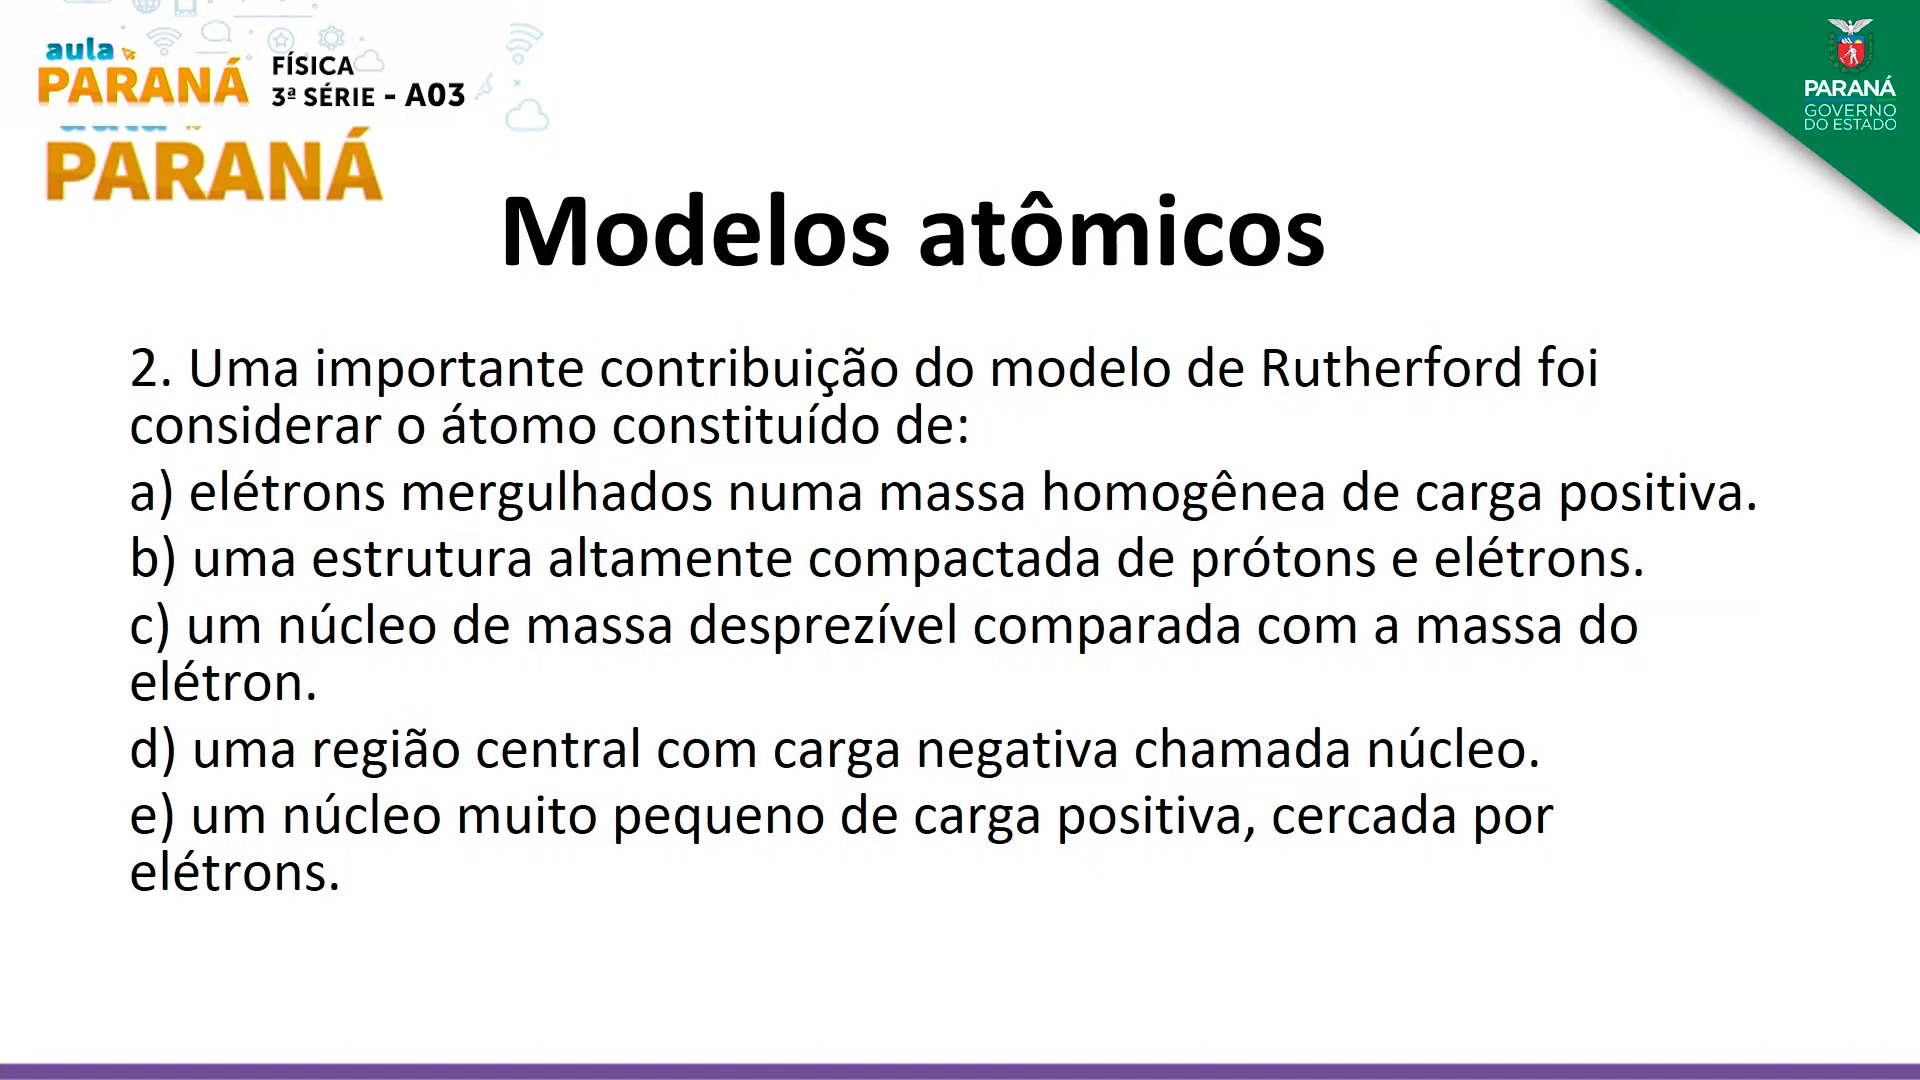 aula
PARANÁ
FÍSICA
3ª SÉRIE - A03
PARANÁ
GOVERNO
DO ESTADO
aula
PARANÁ
Modelos atômicos
2. Uma importante contribuição do modelo de Rutherford foi
considerar o átomo constituído de:
a) elétrons mergulhados numa massa homogênea de carga positiva.
b) uma estrutura altamente compactada de prótons e elétrons.
c) um núcleo de massa desprezível comparada com a massa do
elétron.
d) uma região central com carga negativa chamada núcleo.
e) um núcleo muito pequeno de carga positiva, cercada por
elétrons.